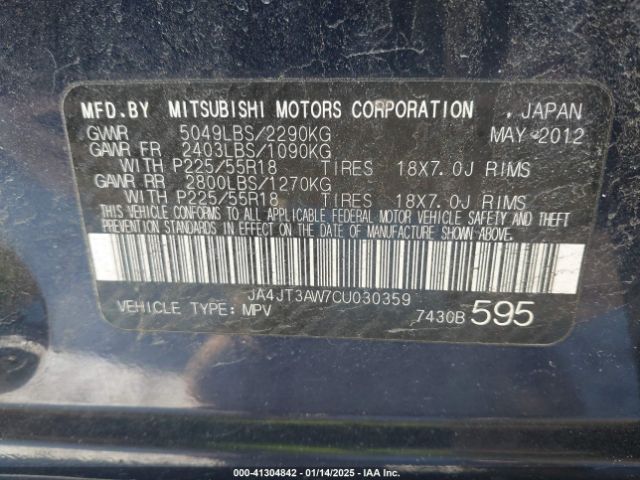 MFD.BY MITSUBISHI MOTORS CORPORATION , JAPAN
GVWR 5049LBS/2290KG MAY 2012
GAWR FR 2403LBS/1090KG
WITH P225/55R18 TIRES 18X7.0J RIMS
GAWR RR 2800LBS/1270KG
WITH P225/55R18 TIRES 18X7.0J RIMS
THIS VEHICLE CONFORMS TO ALL APPLICABLE FEDERAL MOTOR VEHICLE SAFETY AND THEFT
PREVENTION STANDARDS IN EFFECT ON THE DATE OF MANUFACTURE SHOWN ABOVE.
JA4JT3AW7CU030359
VEHICLE TYPE: MPV 7430B 595
000-41304842 - 01/14/2025 - IAA Inc.